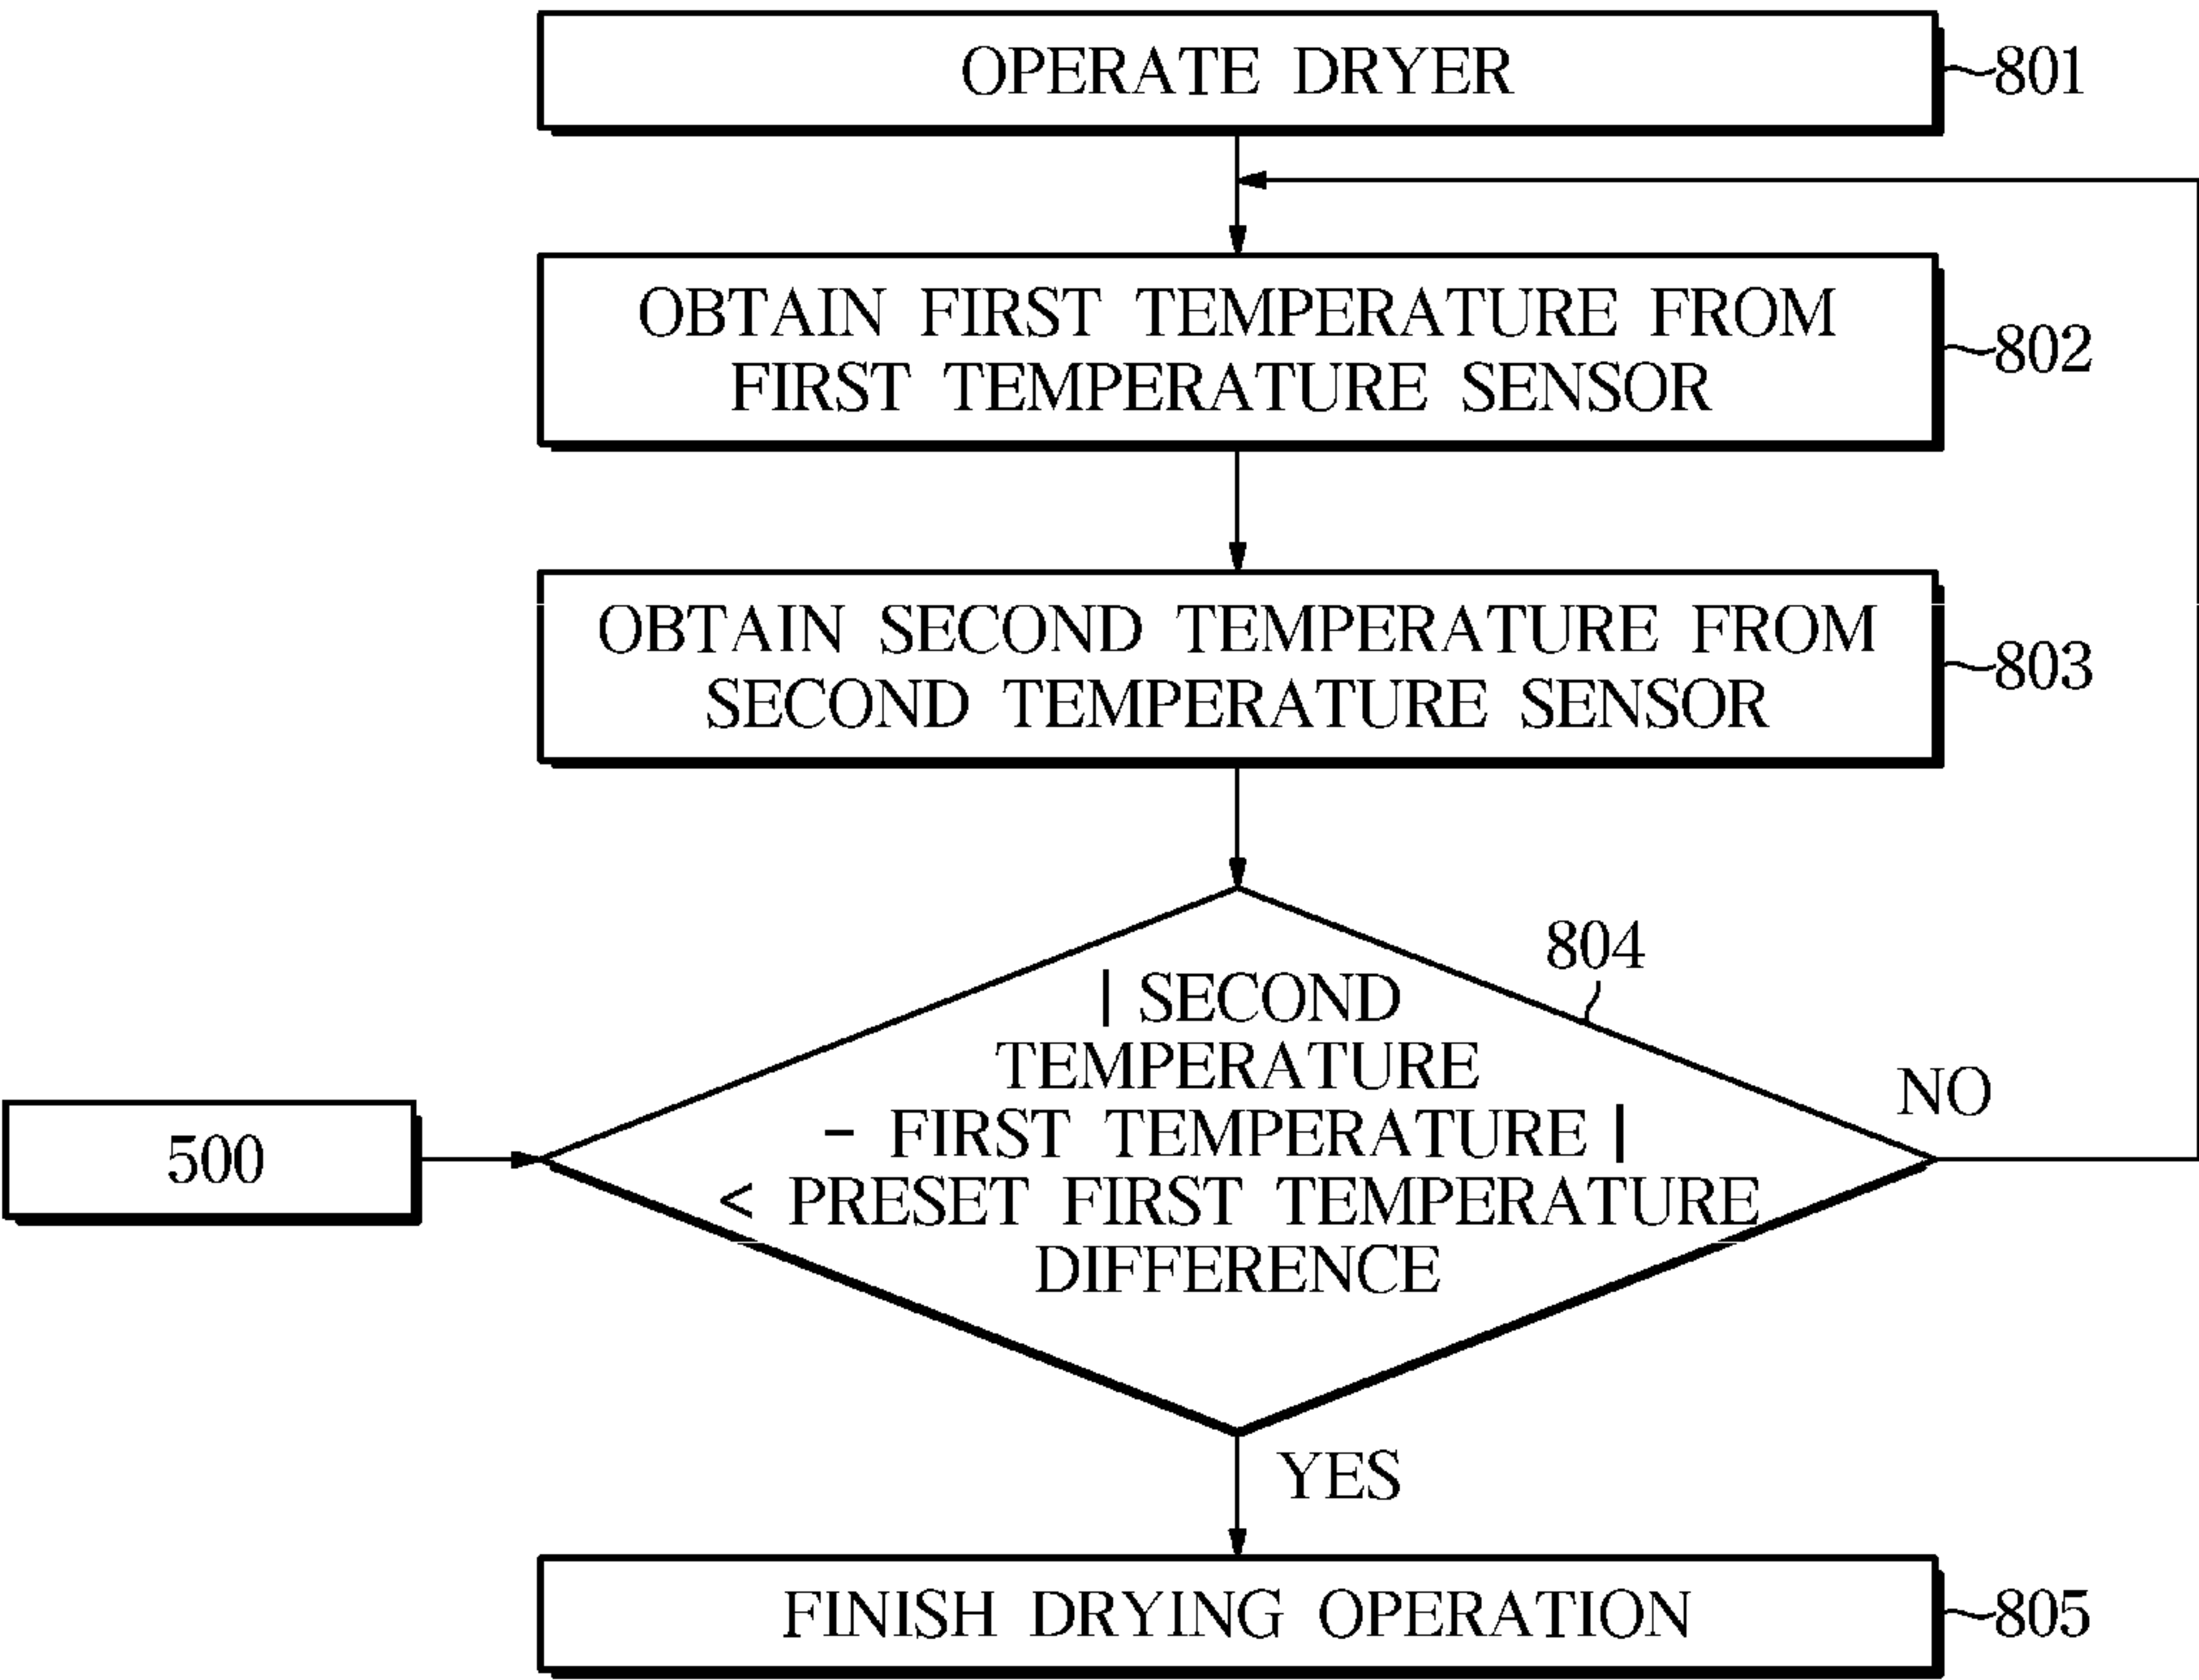 OPERATE DRYER
801
OBTAIN FIRST TEMPERATURE FROM
FIRST TEMPERATURE SENSOR
802
OBTAIN SECOND TEMPERATURE FROM
SECOND TEMPERATURE SENSOR
803
804
| SECOND
TEMPERATURE
- FIRST TEMPERATURE |
< PRESET FIRST TEMPERATURE
DIFFERENCE
NO
500
YES
FINISH DRYING OPERATION
805